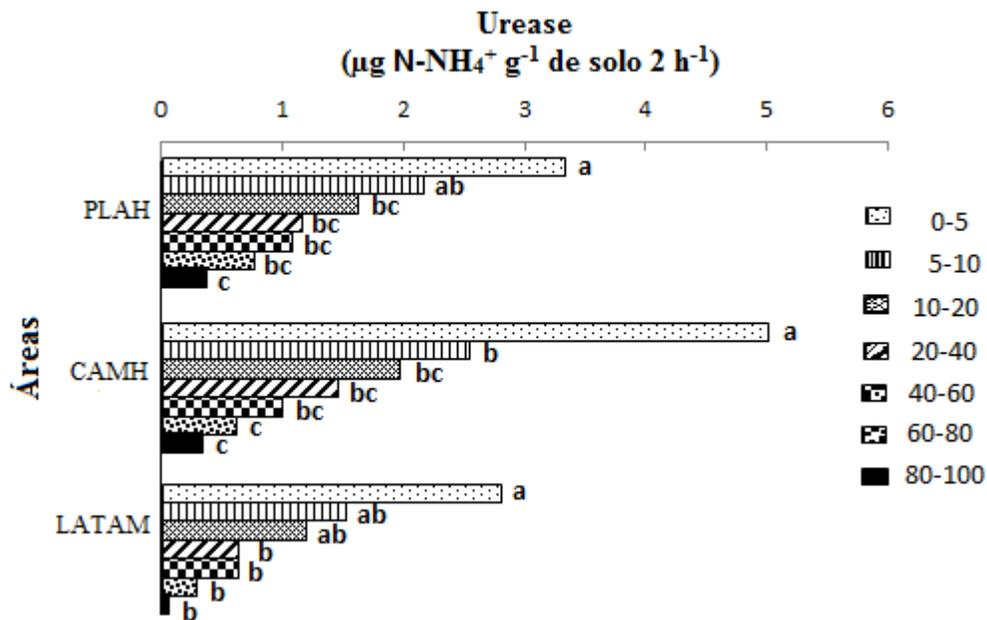 Urease
(µg N-NH₄⁺ g⁻¹ de solo 2 h⁻¹)
0 1 2 3 4 5 6
Áreas
PLAH
a
ab
bc
bc
bc
bc
c
CAMH
a
b
bc
bc
bc
c
c
LATAM
a
ab
ab
b
b
b
b
0-5
5-10
10-20
20-40
40-60
60-80
80-100